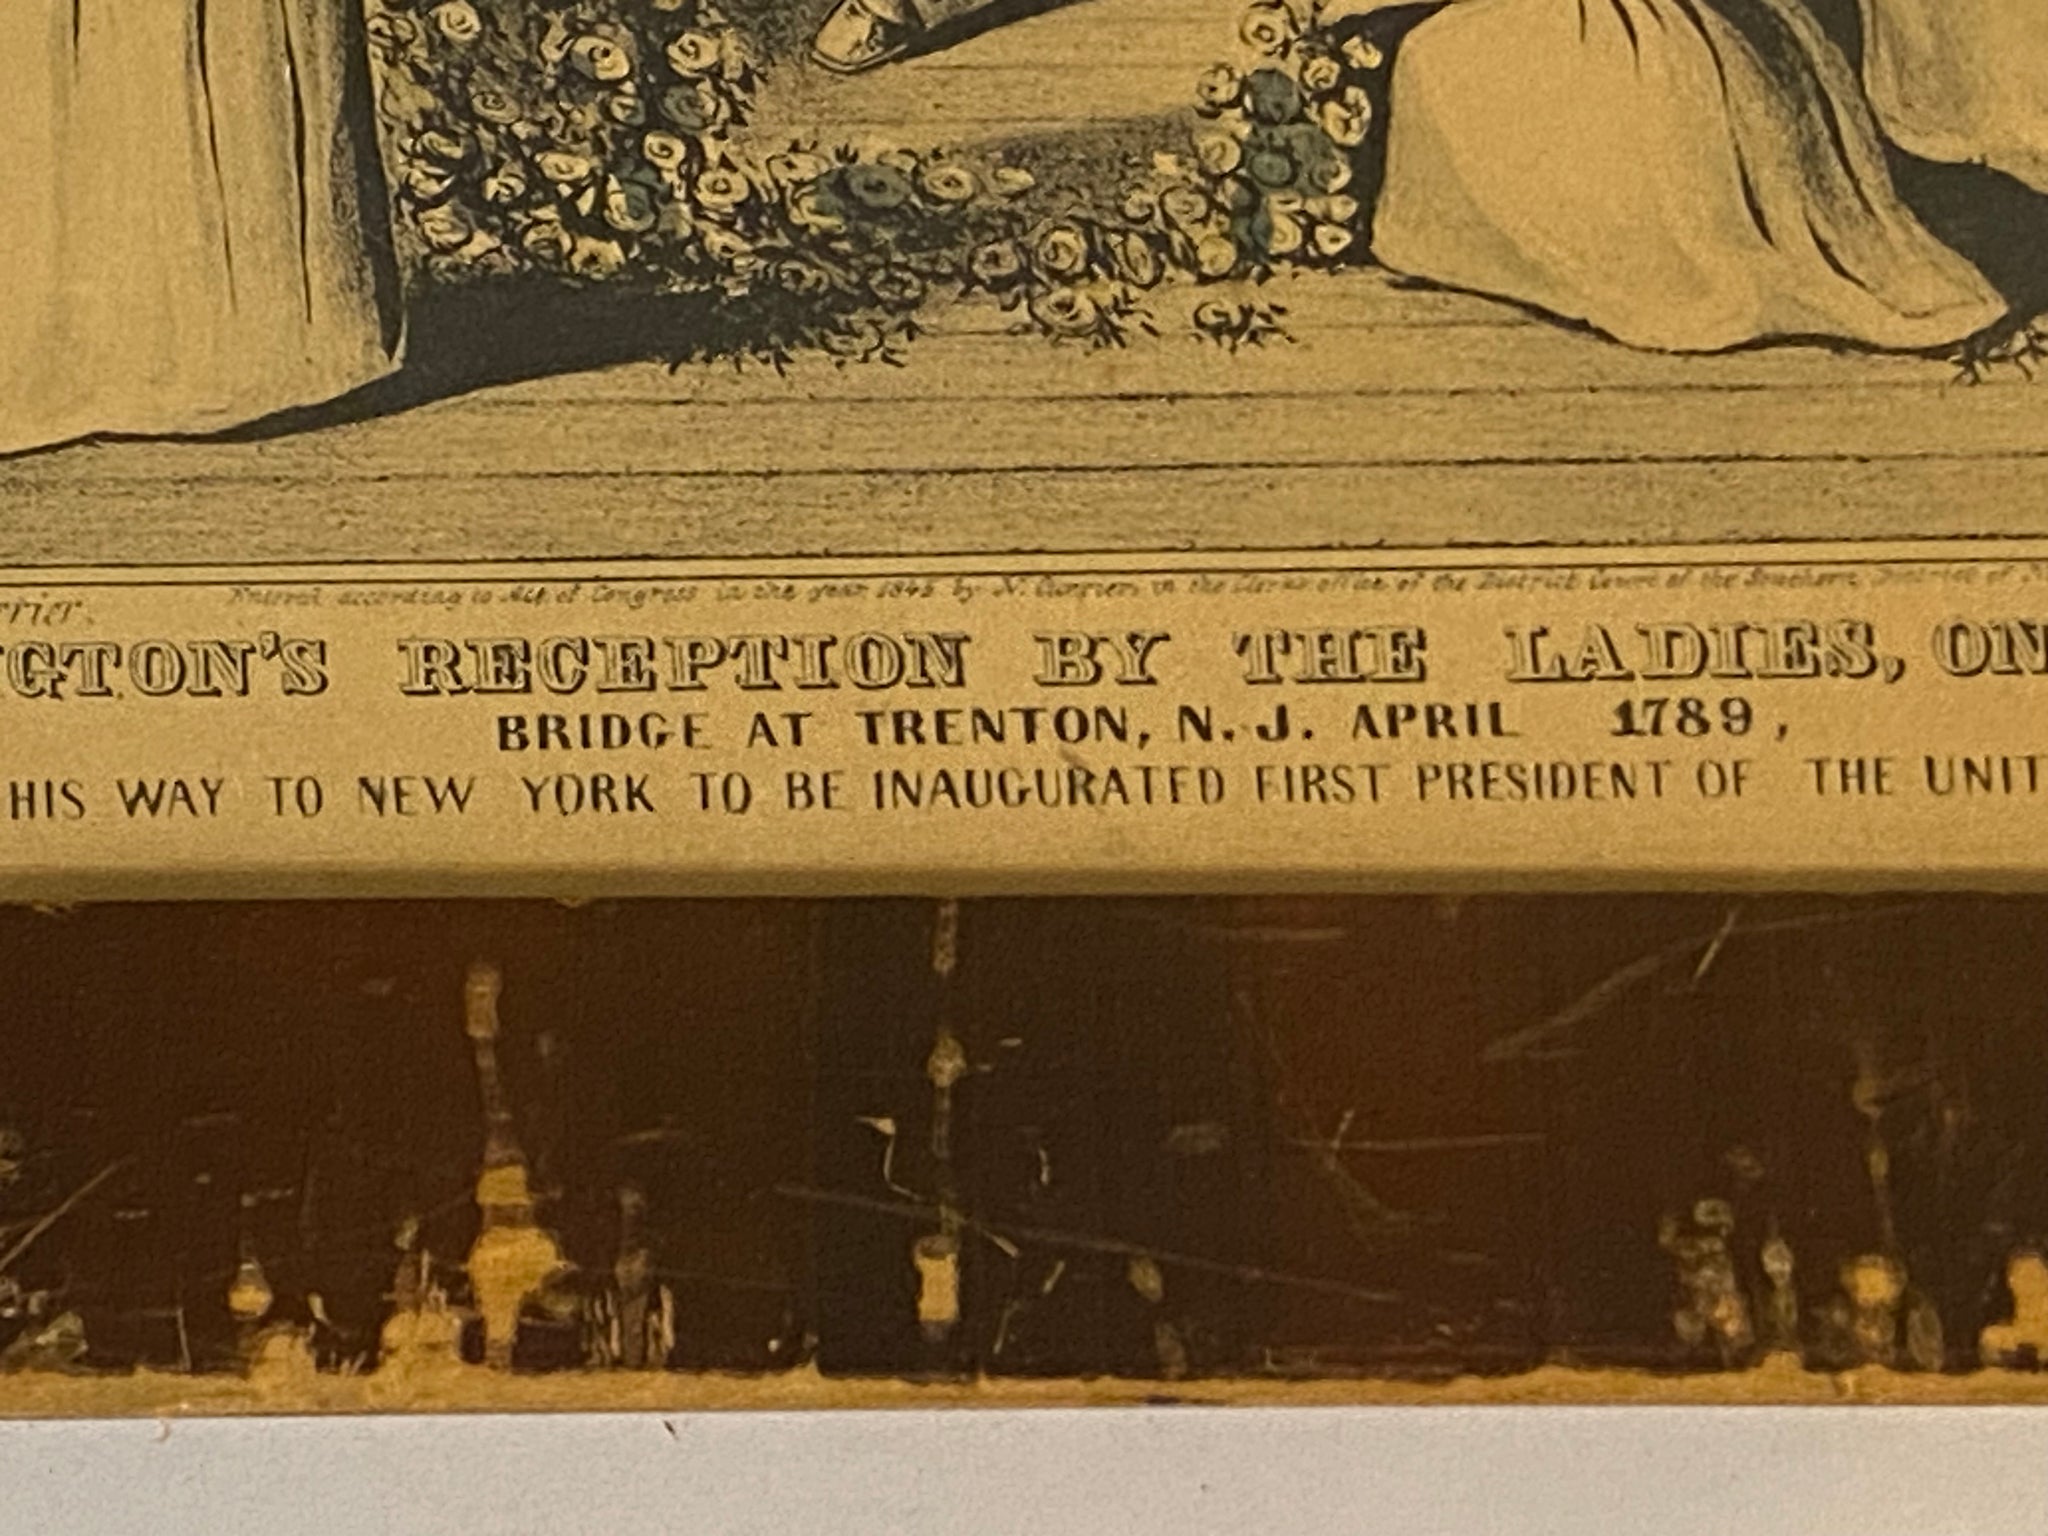 rrier.
Entered according to Act of Congress in the year 1845 by N. Currier, in the Clerks office of the District Court of the Southern District of N
NGTON'S RECEPTION BY THE LADIES, ON
BRIDGE AT TRENTON, N.J. APRIL 1789,
HIS WAY TO NEW YORK TO BE INAUGURATED FIRST PRESIDENT OF THE UNIT